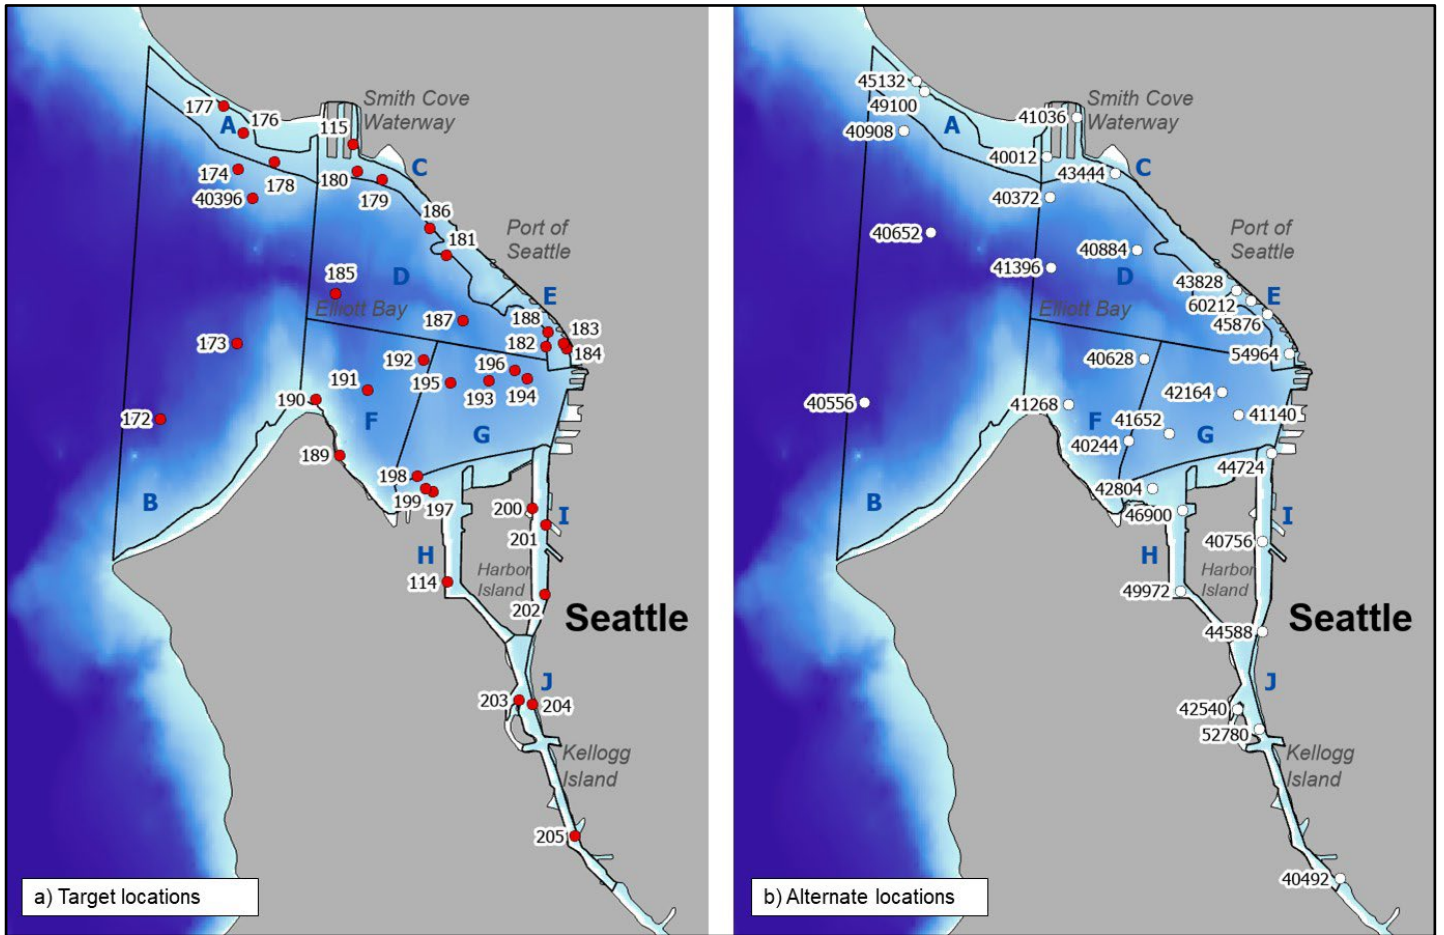 Smith Cove
Waterway
177
176
115
A
C
174
178
180
179
40396
186
Port of
Seattle
181
185
D
E
Elliott Bay
187
188
183
182
184
173
192
196
191
195
193
194
190
172
F
G
189
198
199
197
200
I
B
201
H
114
Harbor
Island
202
Seattle
J
203
204
Kellogg
Island
205
a) Target locations
45132
Smith Cove
Waterway
49100
41036
40908
A
40012
C
43444
40372
40652
Port of
Seattle
40884
41396
D
43828
E
60212
Elliott Bay
45876
40628
54964
42164
40556
41268
41652
41140
F
G
40244
44724
42804
B
46900
I
40756
H
Harbor
Island
49972
Seattle
44588
J
42540
52780
Kellogg
Island
40492
b) Alternate locations